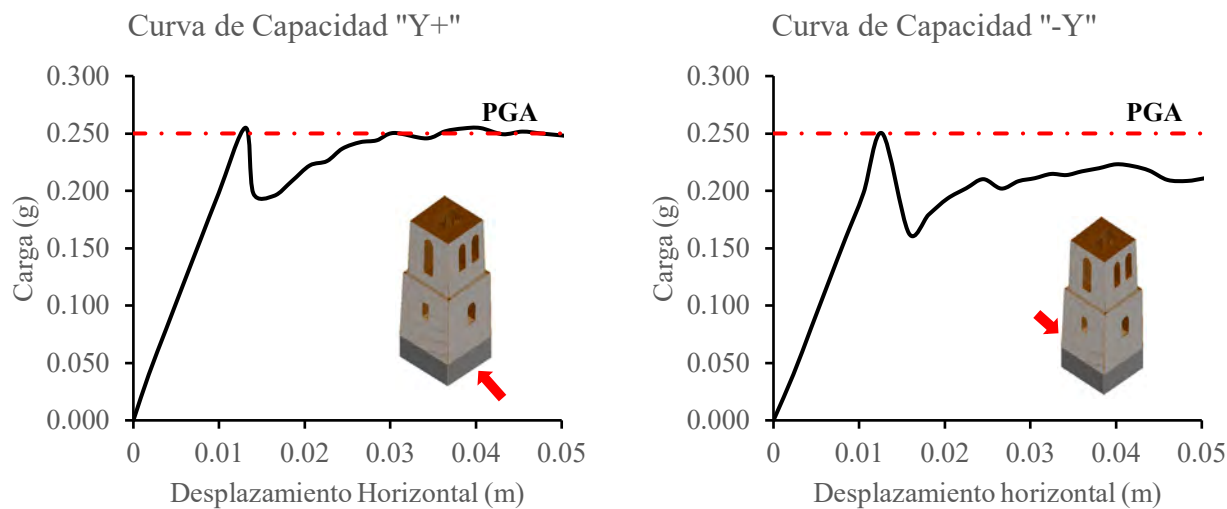 Curva de Capacidad "Y+"
0.300
0.250
0.200
0.150
0.100
0.050
0.000
Carga (g)
PGA
0 0.01 0.02 0.03 0.04 0.05
Desplazamiento Horizontal (m)
Curva de Capacidad "-Y"
0.300
0.250
0.200
0.150
0.100
0.050
0.000
Carga (g)
PGA
0 0.01 0.02 0.03 0.04 0.05
Desplazamiento horizontal (m)